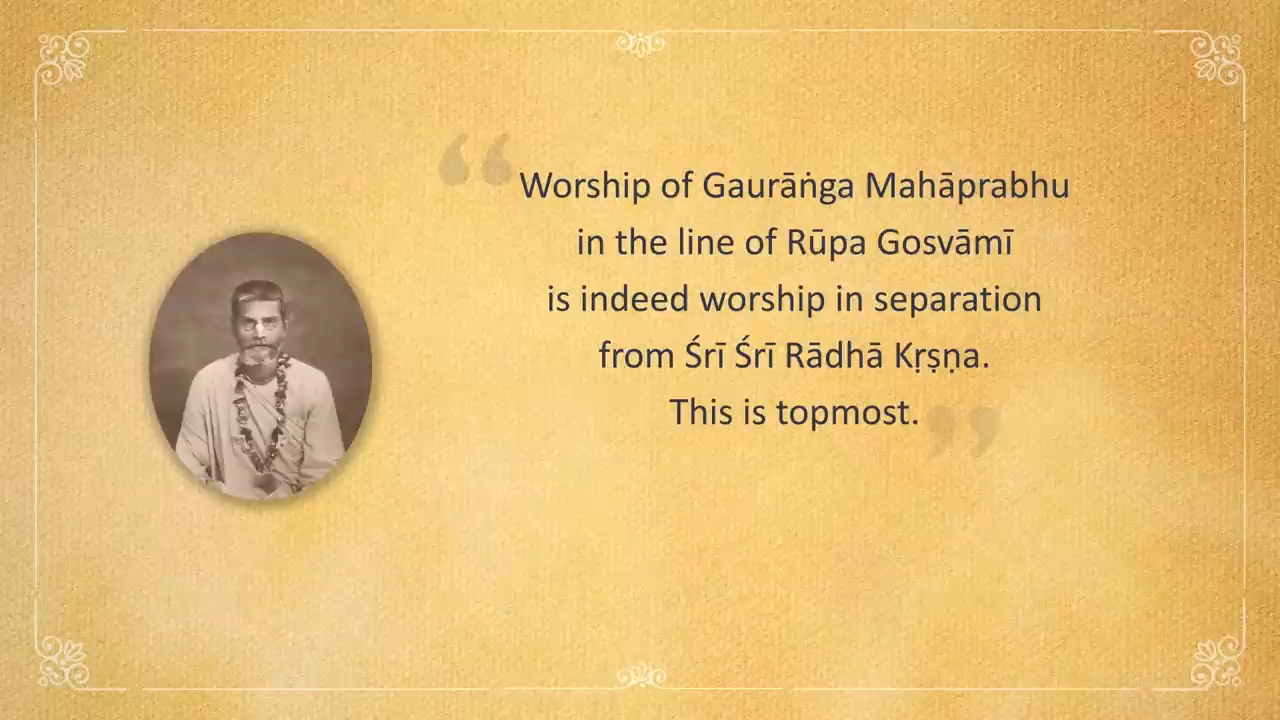 “Worship of Gaurāṅga Mahāprabhu
in the line of Rūpa Gosvāmī
is indeed worship in separation
from Śrī Śrī Rādhā Kṛṣṇa.
This is topmost.”